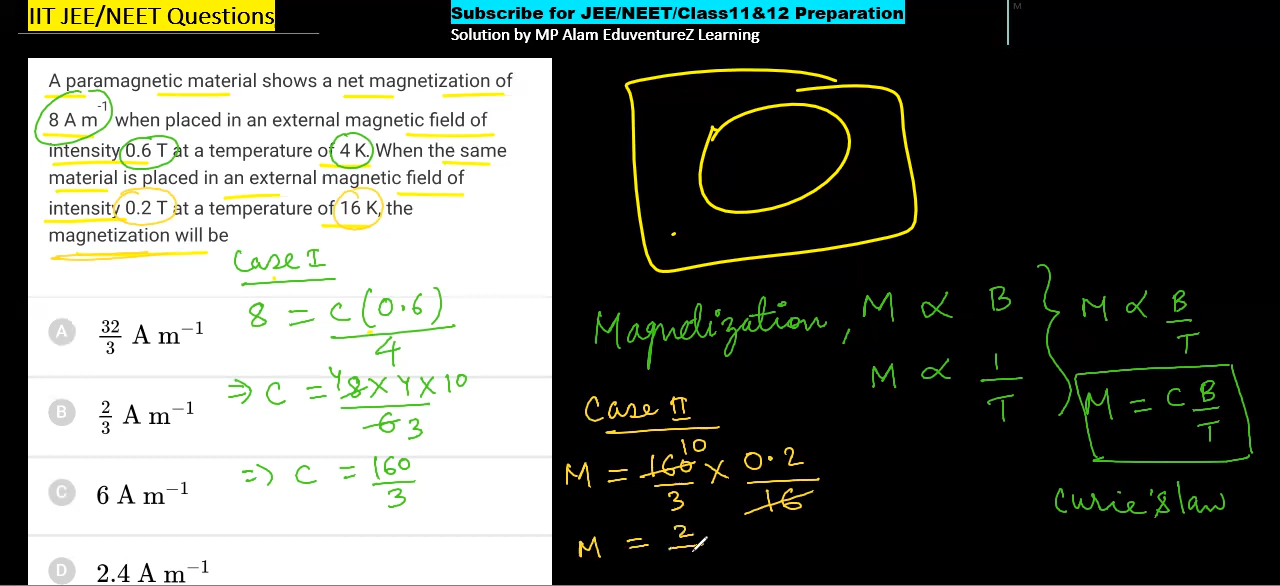 IIT JEE/NEET Questions
Subscribe for JEE/NEET/Class11&12 Preparation
Solution by MP Alam EduventureZ Learning
M
A paramagnetic material shows a net magnetization of
8 A m⁻¹ when placed in an external magnetic field of
intensity 0.6 T at a temperature of 4 K. When the same
material is placed in an external magnetic field of
intensity 0.2 T at a temperature of 16 K, the
magnetization will be
A 32/3 A m⁻¹
B 2/3 A m⁻¹
C 6 A m⁻¹
D 2.4 A m⁻¹
Case I
8 = C(0.6)/4
⇒ C = 4 8 × 4 × 10 / 6 3
⇒ C = 160/3
Magnetization, M ∝ B
M ∝ 1/T
M ∝ B/T
M = C B/T
Curie's law
Case II
M = 160 10 / 3 × 0.2/16
M = 2